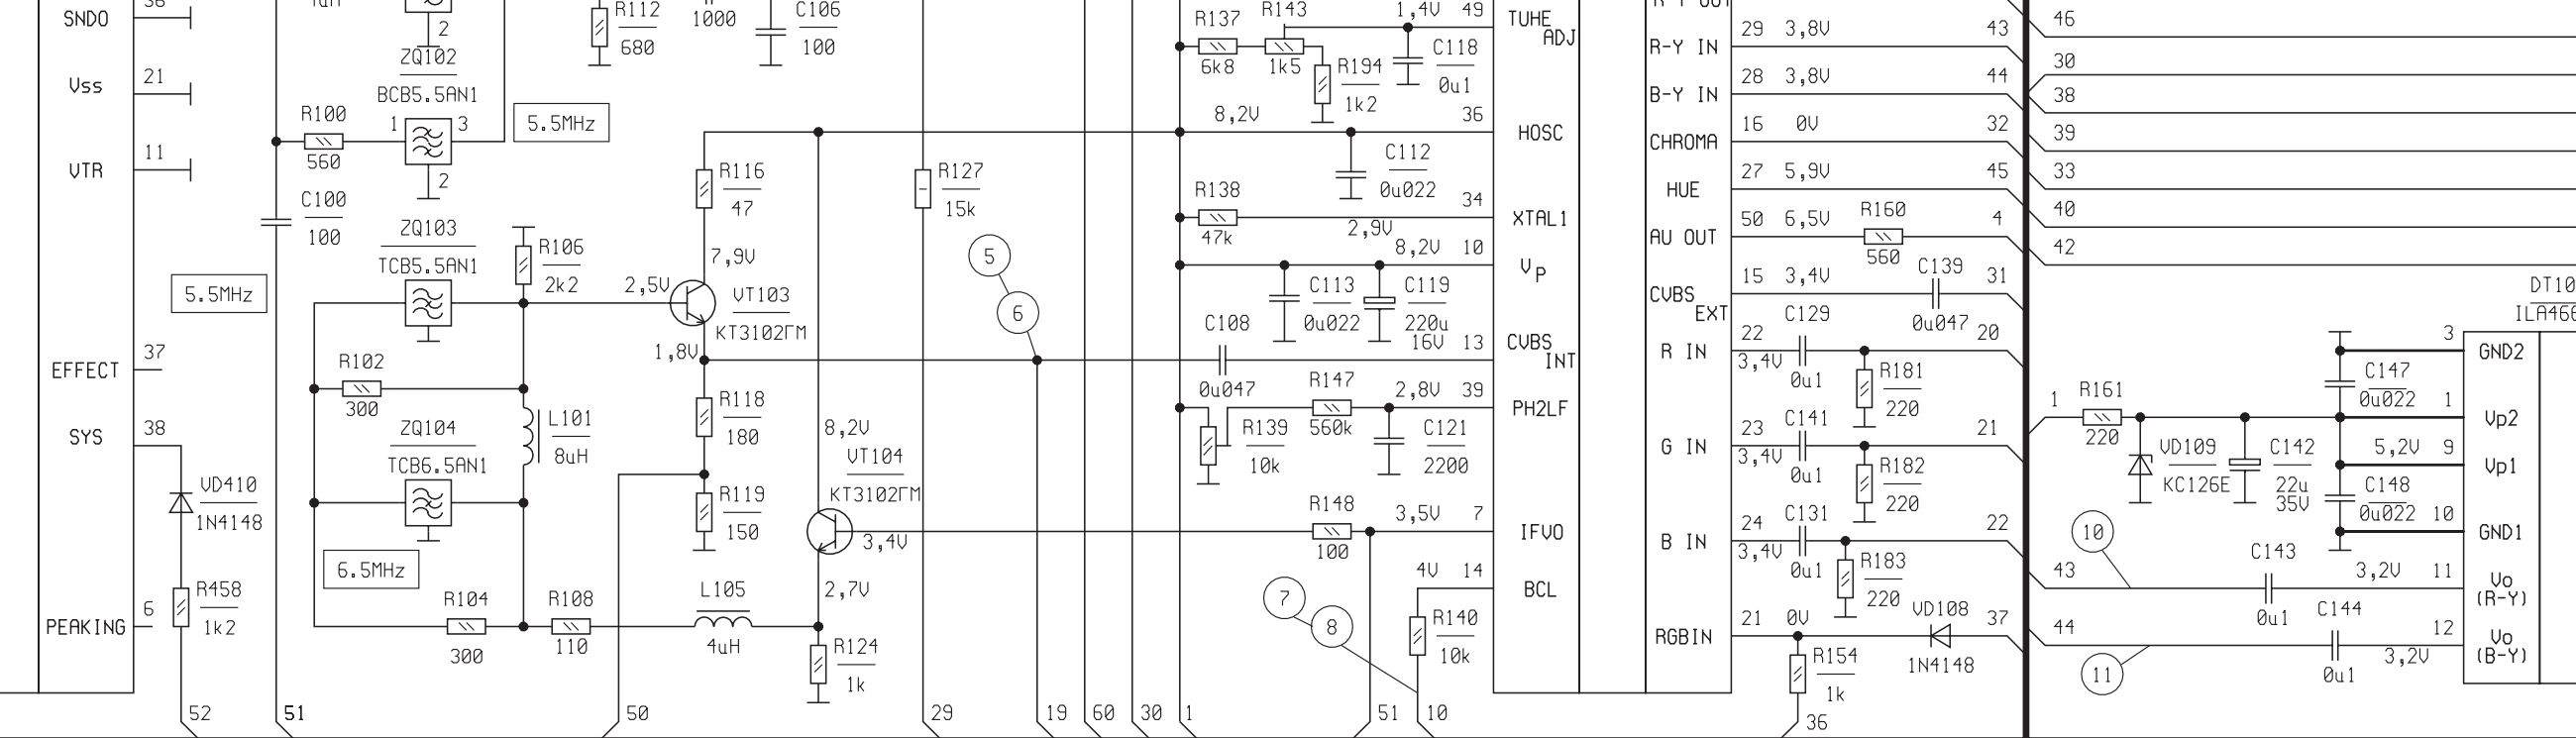 SNDO
Vss
21
VTR
11
EFFECT
37
SYS
38
PEAKING
6
VD410
1N4148
R458
1k2
52
2
ZQ102
BCB5.5AN1
R100
560
1
3
2
5.5MHz
C100
100
ZQ103
TCB5.5AN1
5.5MHz
R106
2k2
R102
300
L101
8uH
ZQ104
TCB6.5AN1
6.5MHz
R104
300
R108
110
51
50
R112
680
1000
C106
100
R116
47
7,9V
2,5V
VT103
КТ3102ГМ
1,8V
R118
180
R119
150
8,2V
VT104
КТ3102ГМ
3,4V
2,7V
L105
4uH
R124
1k
R127
15k
29
5
6
19
60
30
1
R137
6k8
R143
1k5
1,4V
49
R194
1k2
C118
0u1
8,2V
36
C112
0u022
R138
47k
34
2,9V
8,2V
10
C113
0u022
C119
220u
16V
C108
0u047
13
R147
560k
2,8V
39
R139
10k
C121
2200
R148
100
3,5V
7
4V
14
7
8
R140
10k
51
10
TUHE
ADJ
HOSC
XTAL1
Vp
CVBS
INT
PH2LF
IFVO
BCL
R-Y IN
29
3,8V
43
B-Y IN
28
3,8V
44
CHROMA
16
0V
32
HUE
27
5,9V
45
AV OUT
50
6,5V
R160
560
4
CVBS
EXT
15
3,4V
C139
0u047
31
R IN
22
3,4V
C129
0u1
20
R181
220
G IN
23
3,4V
C141
0u1
21
R182
220
B IN
24
3,4V
C131
0u1
22
R183
220
RGBIN
21
0V
VD108
1N4148
37
R154
1k
36
46
30
38
39
33
40
42
1
R161
220
VD109
KC126E
C142
22u
35V
C147
0u022
5,2V
C148
0u022
3
1
9
10
10
43
C143
0u1
3,2V
11
44
C144
0u1
3,2V
12
11
GND2
Vp2
Vp1
GND1
Vo
(R-Y)
Vo
(B-Y)